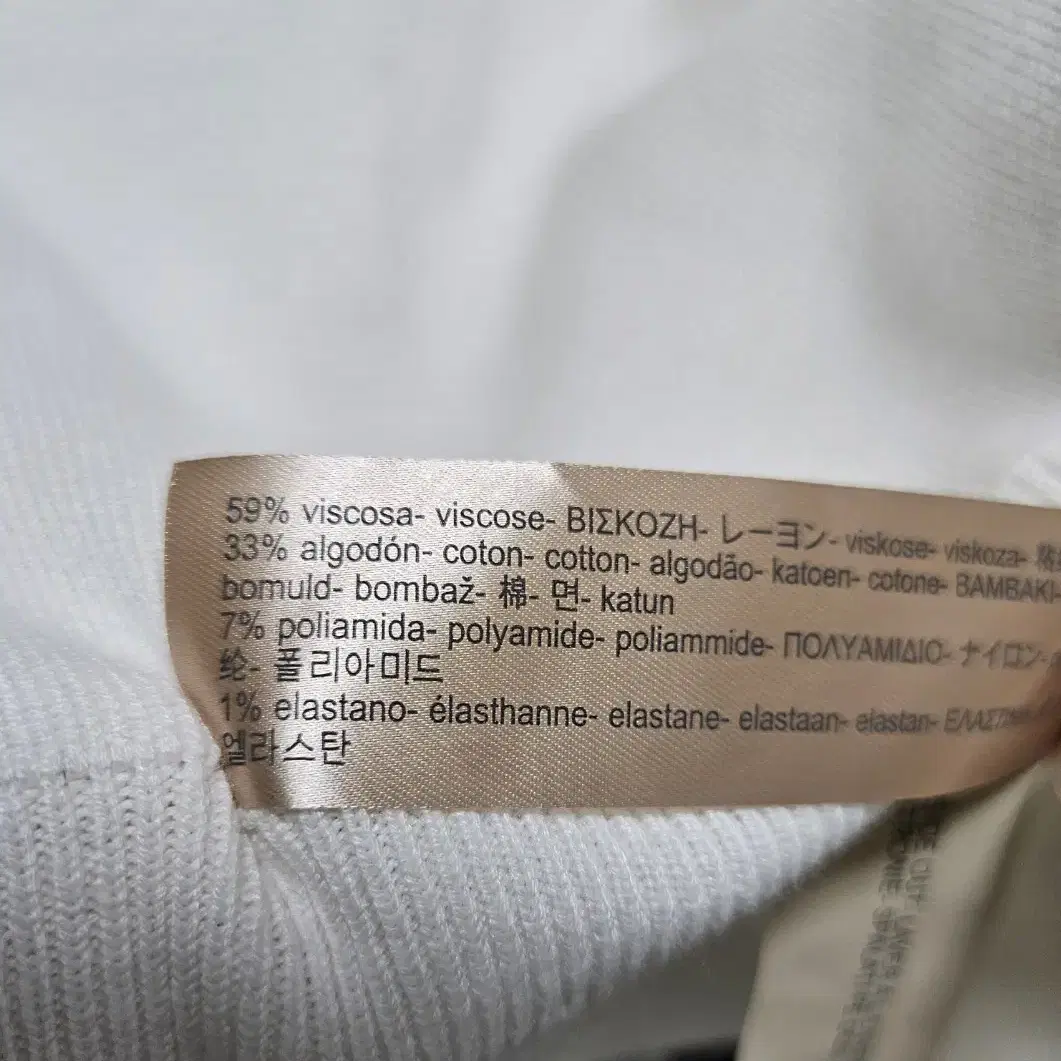 59% viscosa- viscose- ΒΙΣΚΟΖΗ- レーヨン- viskose- viskoza-
33% algodón- coton- cotton- algodão- katoen- cotone- BAMBAKI-
bomuld- bombaž- 棉- 면- katun
7% poliamida- polyamide- poliammide- ΠΟΛΥΑΜΙΔΙΟ- ナイロン-
纶- 폴리아미드
1% elastano- élasthanne- elastane- elastaan- elastan-
엘라스탄